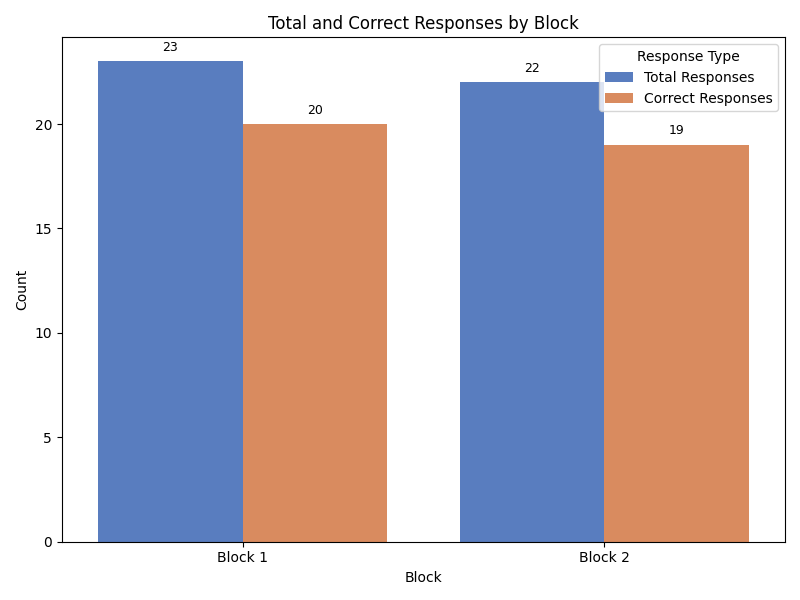 Total and Correct Responses by Block
23
22
20
19
Response Type
Total Responses
Correct Responses
Count
20
15
10
5
0
Block 1
Block 2
Block